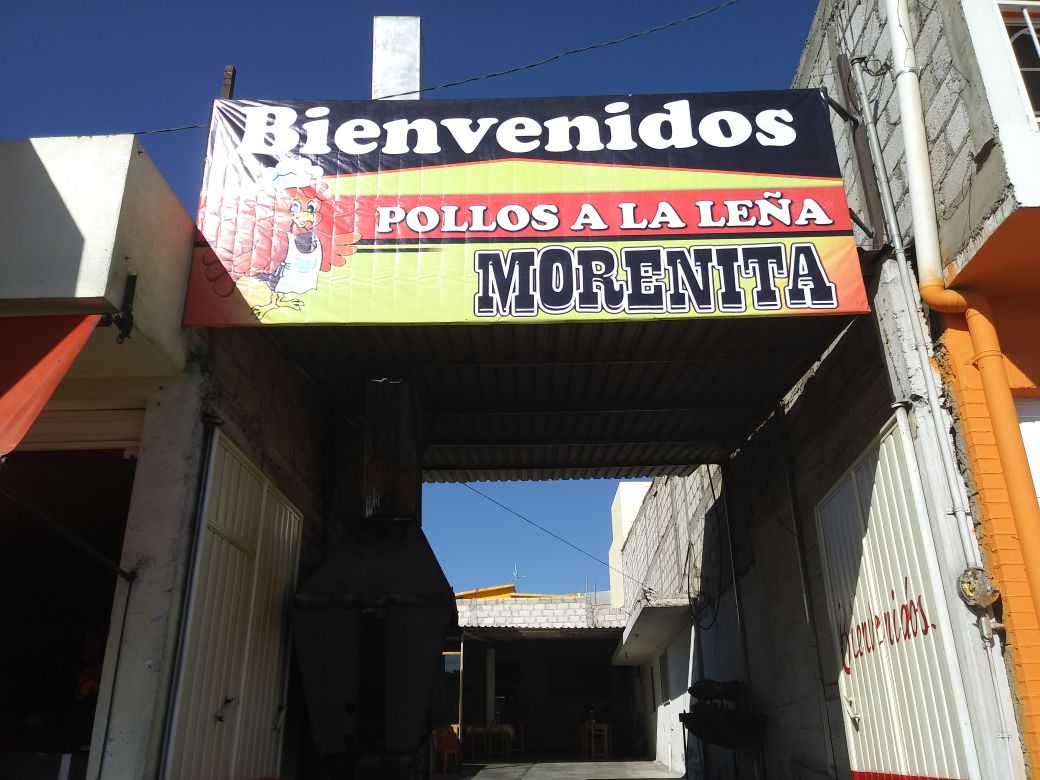 Bienvenidos
POLLOS A LA LEÑA
MORENITA
Bienvenidos.